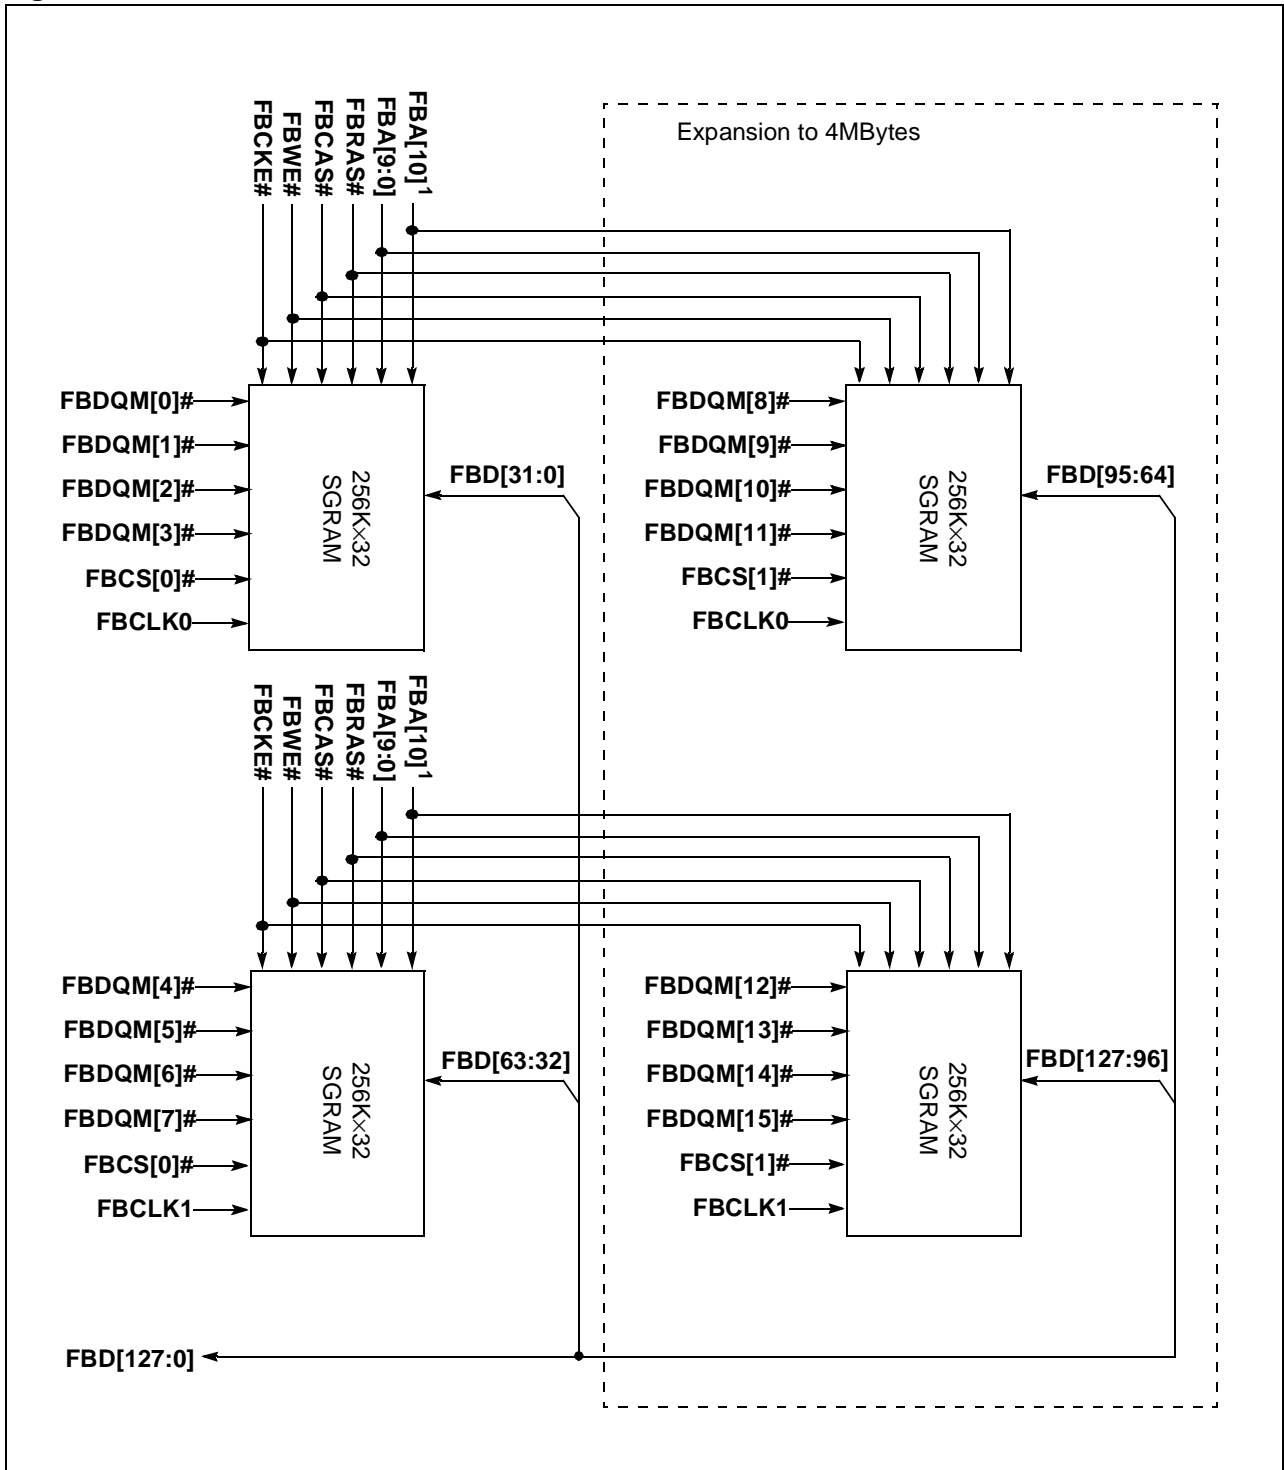 FBCKE#
FBWE#
FBCAS#
FBRAS#
FBA[9:0]
FBA[10]1
Expansion to 4MBytes
FBDQM[0]#
FBDQM[1]#
FBDQM[2]#
FBDQM[3]#
FBCS[0]#
FBCLK0
256K×32
SGRAM
FBD[31:0]
FBDQM[8]#
FBDQM[9]#
FBDQM[10]#
FBDQM[11]#
FBCS[1]#
FBCLK0
256K×32
SGRAM
FBD[95:64]
FBCKE#
FBWE#
FBCAS#
FBRAS#
FBA[9:0]
FBA[10]1
FBDQM[4]#
FBDQM[5]#
FBDQM[6]#
FBDQM[7]#
FBCS[0]#
FBCLK1
256K×32
SGRAM
FBD[63:32]
FBDQM[12]#
FBDQM[13]#
FBDQM[14]#
FBDQM[15]#
FBCS[1]#
FBCLK1
256K×32
SGRAM
FBD[127:96]
FBD[127:0]